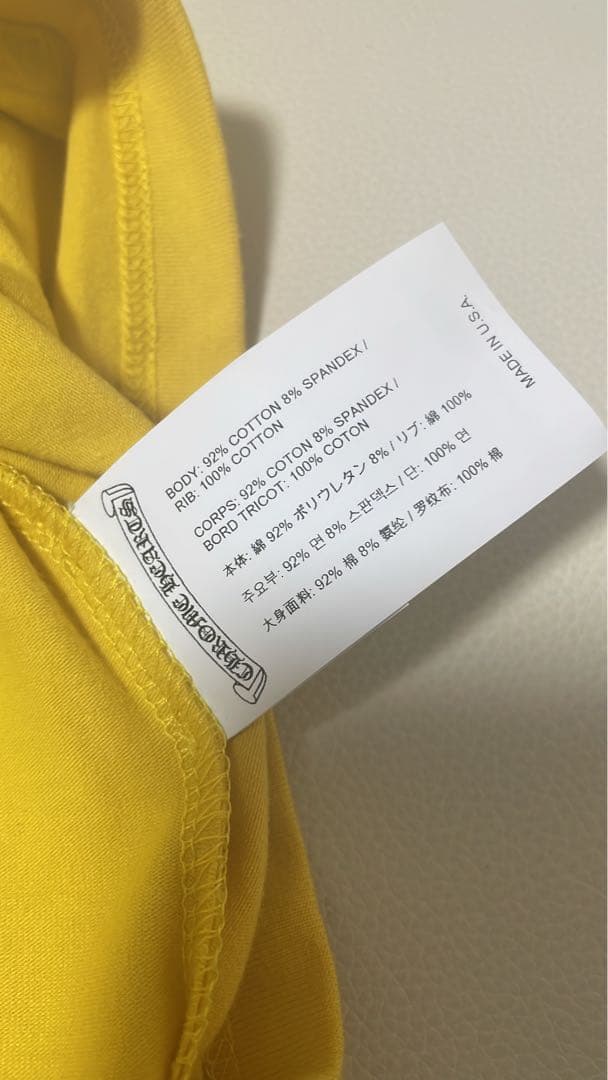 CHROME HEARTS
BODY: 92% COTTON 8% SPANDEX /
RIB: 100% COTTON
CORPS: 92% COTON 8% SPANDEX /
BORD TRICOT: 100% COTON
本体: 綿 92% ポリウレタン 8% / リブ: 綿 100%
주요부: 92% 면 8% 스판덱스 / 단: 100% 면
大身面料: 92% 棉 8% 氨纶 / 罗纹布: 100% 棉
MADE IN U.S.A.